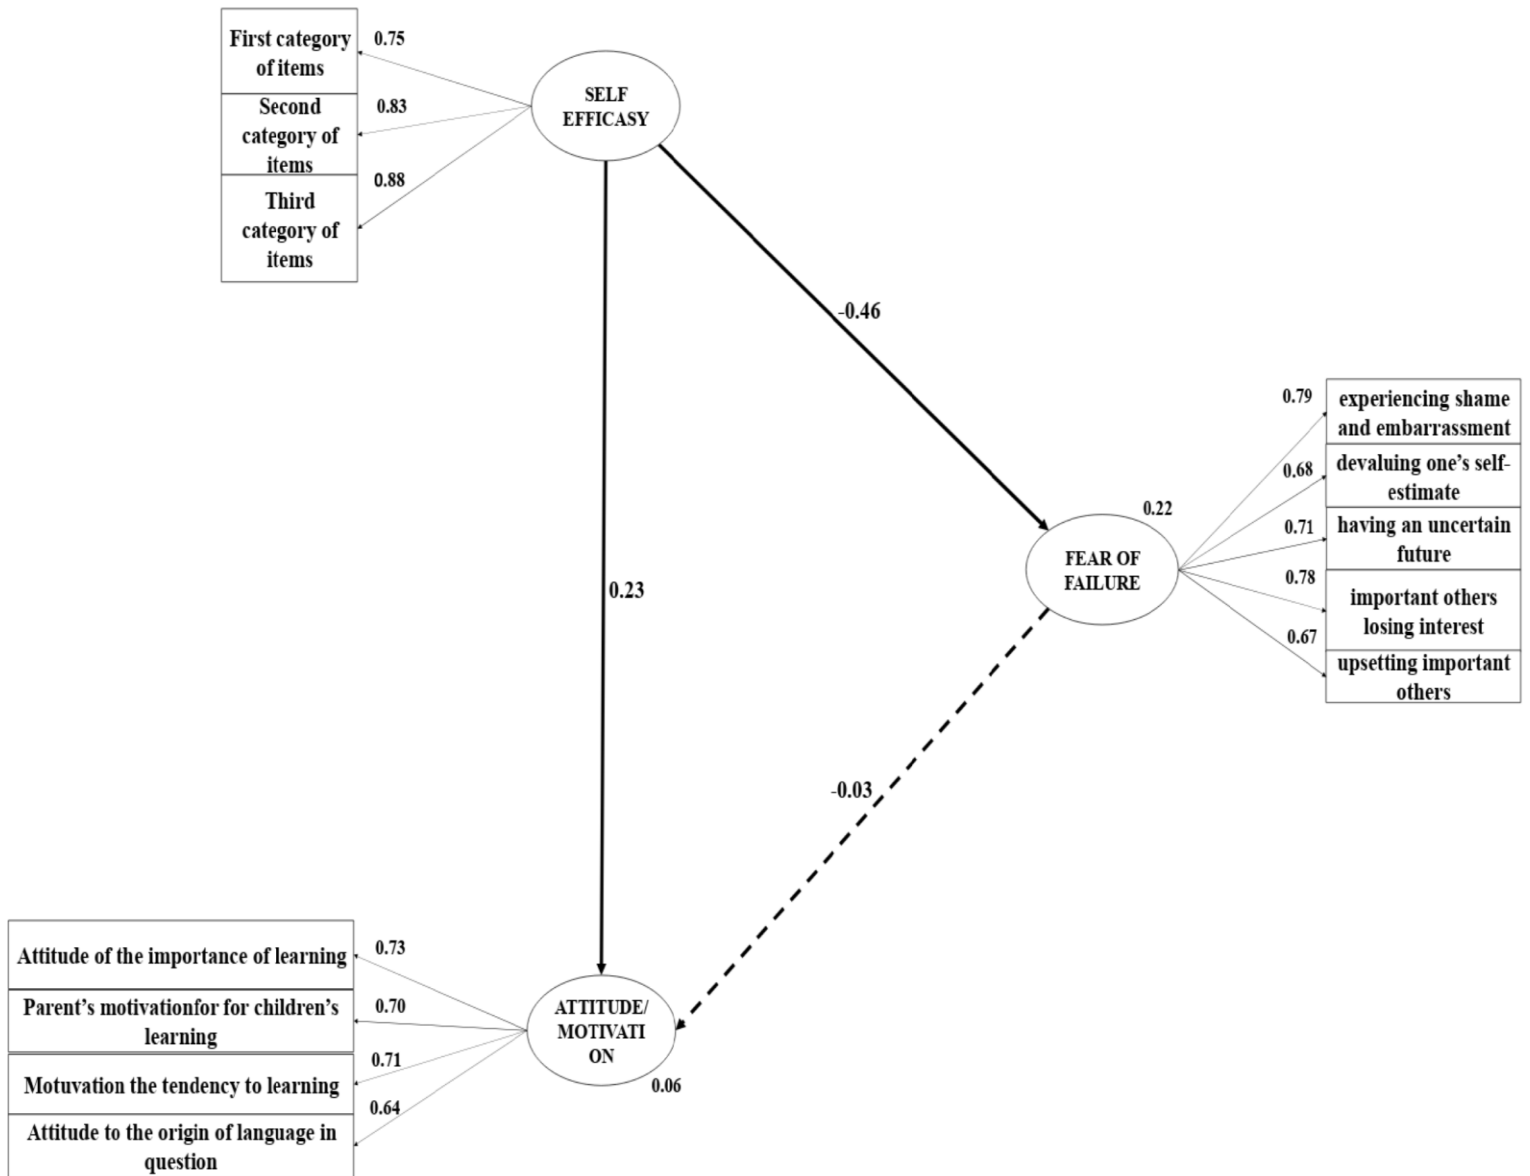 First category
of items
0.75
Second
category of
items
0.83
Third
category of
items
0.88
SELF
EFFICASY
-0.46
0.23
0.79
experiencing shame
and embarrassment
0.68
devaluing one’s self-
estimate
0.71
having an uncertain
future
0.78
important others
losing interest
0.67
upsetting important
others
0.22
FEAR OF
FAILURE
-0.03
Attitude of the importance of learning
0.73
Parent’s motivationfor for children’s
learning
0.70
Motuvation the tendency to learning
0.71
Attitude to the origin of language in
question
0.64
ATTITUDE/
MOTIVATI
ON
0.06